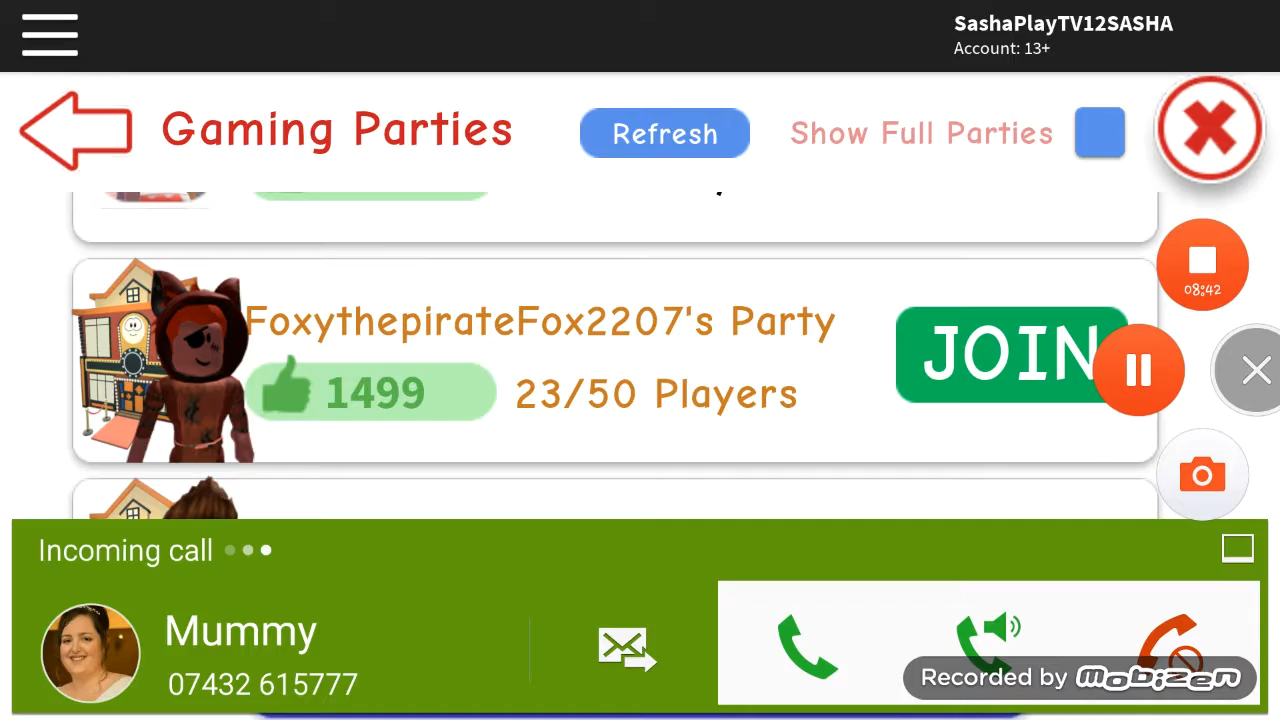 SashaPlayTV12SASHA
Account: 13+
Gaming Parties
Refresh
Show Full Parties
08:42
FoxythepirateFox2207's Party
JOIN
1499
23/50 Players
Incoming call
Mummy
07432 615777
Recorded by mobizen